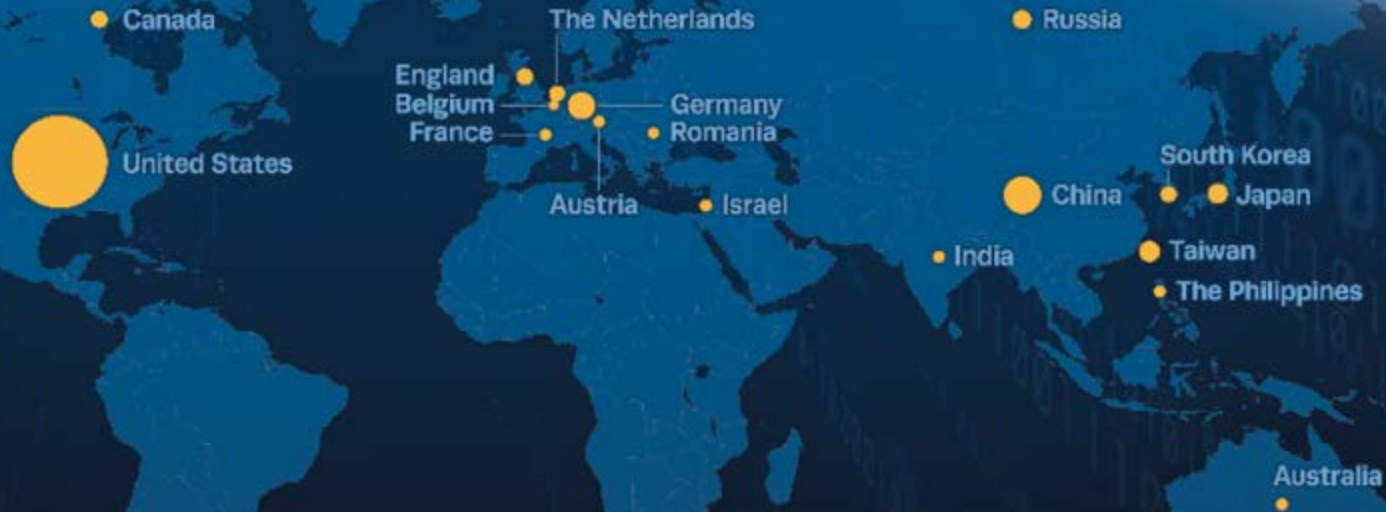 Canada
The Netherlands
Russia
England
Belgium
Germany
France
Romania
United States
South Korea
China
Japan
Austria
Israel
India
Taiwan
The Philippines
Australia